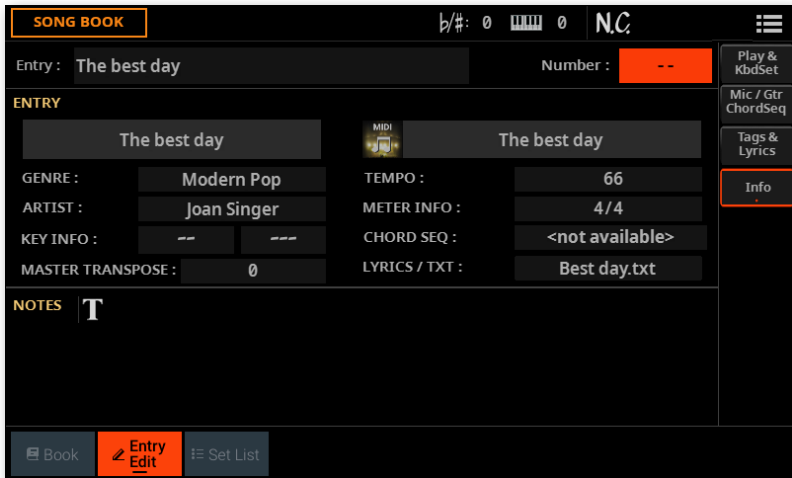 SONG BOOK
♭/#: 0 0 N.C.
Entry : The best day Number : --
Play & KbdSet
Mic / Gtr ChordSeq
Tags & Lyrics
Info
ENTRY
The best day MIDI The best day
GENRE : Modern Pop TEMPO : 66
ARTIST : Joan Singer METER INFO : 4/4
KEY INFO : -- --- CHORD SEQ : <not available>
MASTER TRANSPOSE : 0 LYRICS / TXT : Best day.txt
NOTES T
Book Entry Edit Set List